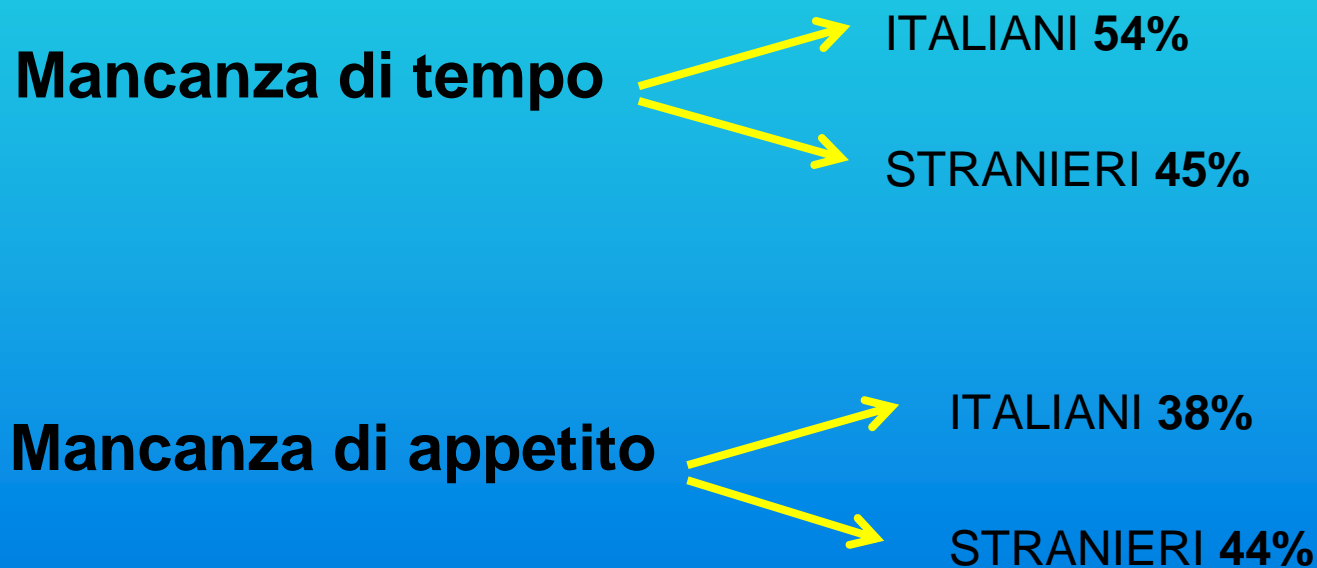 ITALIANI 54%
Mancanza di tempo
STRANIERI 45%
ITALIANI 38%
Mancanza di appetito
STRANIERI 44%